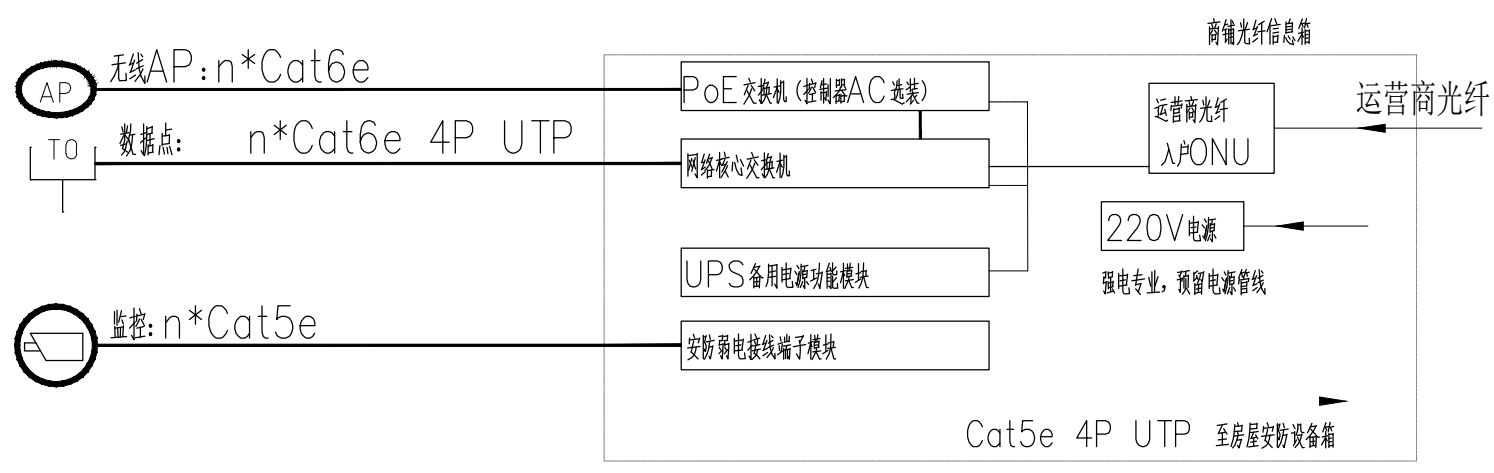 商铺光纤信息箱
无线AP:n*Cat6e
AP
PoE交换机(控制器AC选装)
运营商光纤
运营商光纤
入户ONU
数据点: n*Cat6e 4P UTP
TO
网络核心交换机
220V电源
UPS备用电源功能模块
强电专业,预留电源管线
监控:n*Cat5e
安防弱电接线端子模块
Cat5e 4P UTP 至房屋安防设备箱